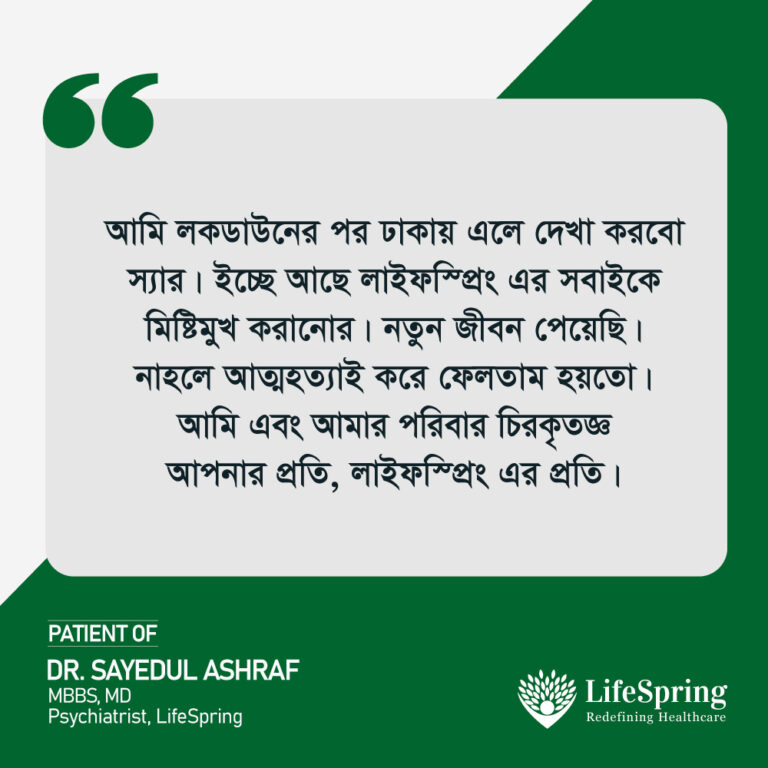 আমি লকডাউনের পর ঢাকায় এলে দেখা করবো
স্যার। ইচ্ছে আছে লাইফস্প্রিং এর সবাইকে
মিষ্টিমুখ করানোর। নতুন জীবন পেয়েছি।
নাহলে আত্মহত্যাই করে ফেলতাম হয়তো।
আমি এবং আমার পরিবার চিরকৃতজ্ঞ
আপনার প্রতি, লাইফস্প্রিং এর প্রতি।
PATIENT OF
DR. SAYEDUL ASHRAF
MBBS, MD
Psychiatrist, LifeSpring
LifeSpring
Redefining Healthcare